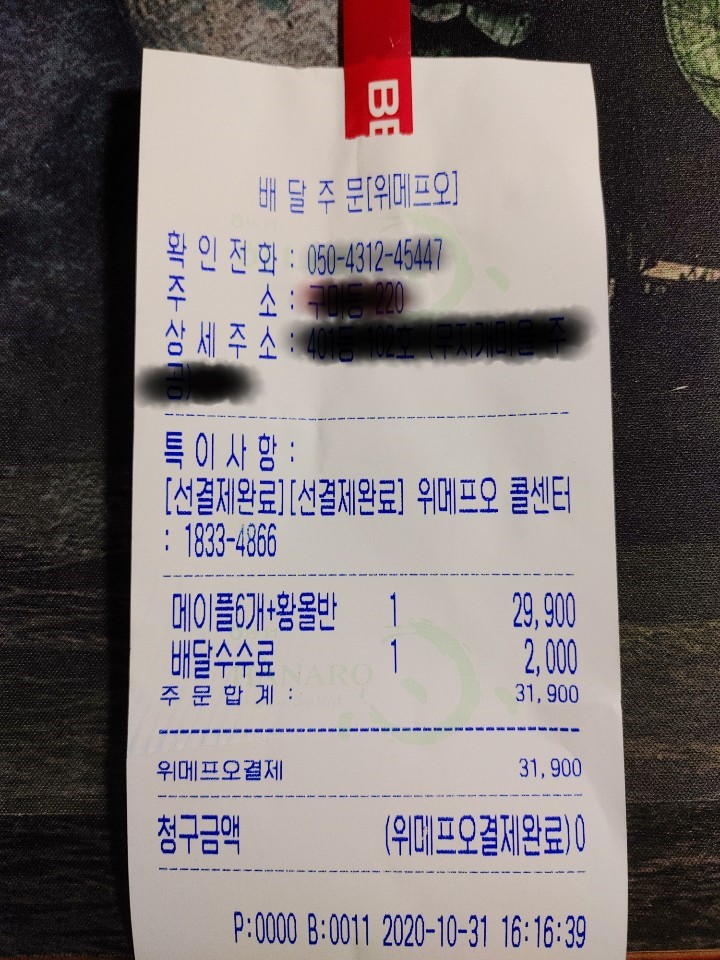 BE
배 달 주 문[위메프오]
확 인 전 화 : 050-4312-45447
주 소 :
상 세 주 소 :
특 이 사 항 :
[선결제완료][선결제완료] 위메프오 콜센터
: 1833-4866
메이플6개+황올반 1 29,900
배달수수료 1 2,000
주 문 합 계 : 31,900
위메프오결제 31,900
청구금액 (위메프오결제완료)0
P:0000 B:0011 2020-10-31 16:16:39